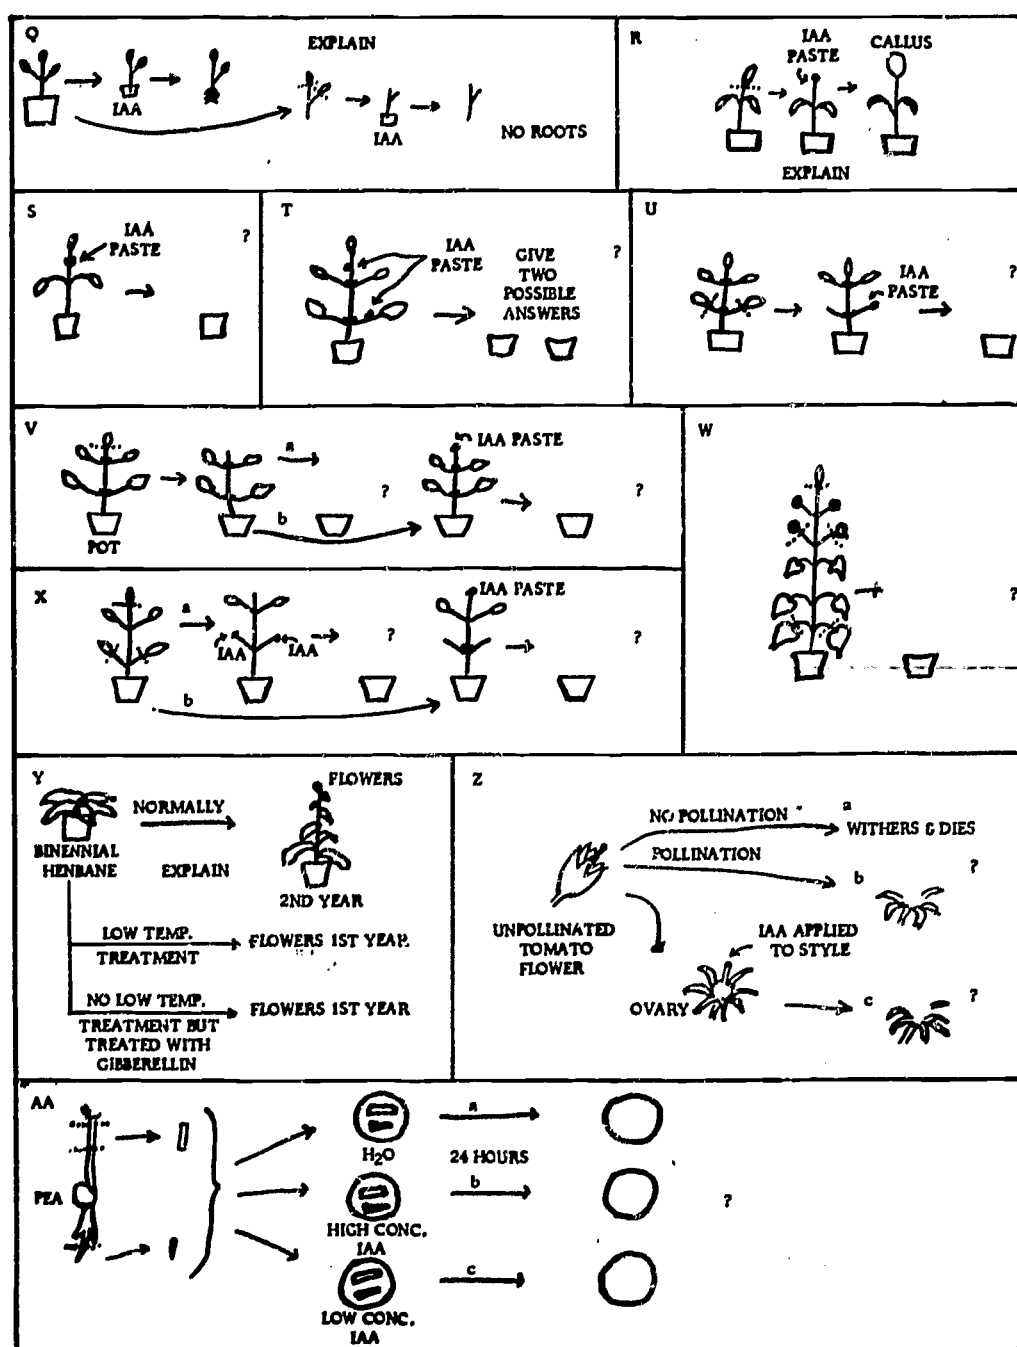 Q
EXPLAIN
IAA
IAA
NO ROOTS
R
IAA
PASTE
CALLUS
EXPLAIN
S
IAA
PASTE
?
T
IAA
PASTE
GIVE
TWO
POSSIBLE
ANSWERS
?
U
IAA
PASTE
?
V
a
IAA PASTE
?
?
b
POT
W
?
X
a
IAA PASTE
IAA
IAA
?
?
b
Y
NORMALLY
FLOWERS
BINENNIAL
HENBANE
EXPLAIN
2ND YEAR
LOW TEMP.
TREATMENT
FLOWERS 1ST YEAR
NO LOW TEMP.
TREATMENT BUT
TREATED WITH
GIBBERELLIN
FLOWERS 1ST YEAR
Z
NO POLLINATION
a
WITHERS & DIES
POLLINATION
b
?
UNPOLLINATED
TOMATO
FLOWER
IAA APPLIED
TO STYLE
OVARY
c
?
AA
PEA
H2O
a
24 HOURS
HIGH CONC.
IAA
b
?
LOW CONC.
IAA
c